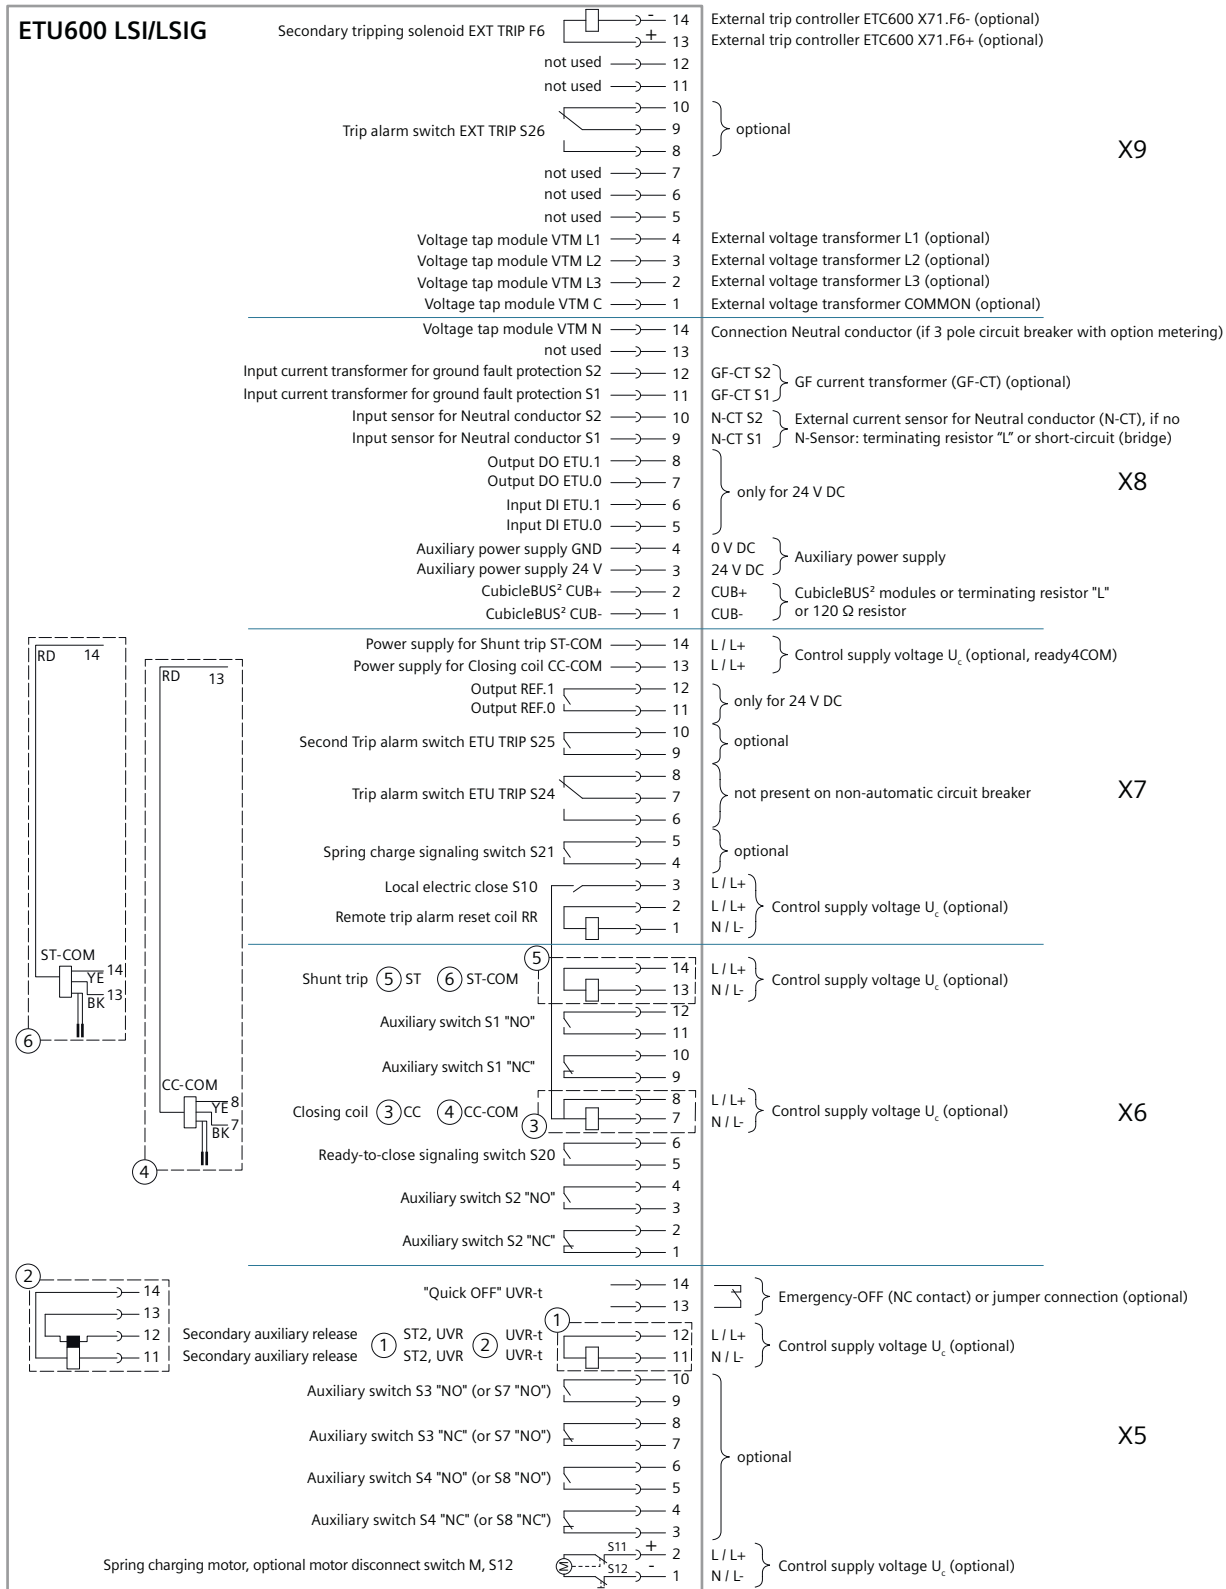 ETU600 LSI/LSIG
Secondary tripping solenoid EXT TRIP F6 - 14 External trip controller ETC600 X71.F6- (optional)
+ 13 External trip controller ETC600 X71.F6+ (optional)
not used 12
not used 11
10
Trip alarm switch EXT TRIP S26 9 optional
8
X9
not used 7
not used 6
not used 5
Voltage tap module VTM L1 4 External voltage transformer L1 (optional)
Voltage tap module VTM L2 3 External voltage transformer L2 (optional)
Voltage tap module VTM L3 2 External voltage transformer L3 (optional)
Voltage tap module VTM C 1 External voltage transformer COMMON (optional)
Voltage tap module VTM N 14 Connection Neutral conductor (if 3 pole circuit breaker with option metering)
not used 13
Input current transformer for ground fault protection S2 12 GF-CT S2
GF current transformer (GF-CT) (optional)
Input current transformer for ground fault protection S1 11 GF-CT S1
Input sensor for Neutral conductor S2 10 N-CT S2 External current sensor for Neutral conductor (N-CT), if no
Input sensor for Neutral conductor S1 9 N-CT S1 N-Sensor: terminating resistor "L" or short-circuit (bridge)
Output DO ETU.1 8
Output DO ETU.0 7
X8
only for 24 V DC
Input DI ETU.1 6
Input DI ETU.0 5
Auxiliary power supply GND 4 0 V DC
Auxiliary power supply
Auxiliary power supply 24 V 3 24 V DC
CubicleBUS² CUB+ 2 CUB+ CubicleBUS² modules or terminating resistor "L"
CubicleBUS² CUB- 1 CUB- or 120 Ω resistor
RD 14
Power supply for Shunt trip ST-COM 14 L / L+
Control supply voltage Uc (optional, ready4COM)
Power supply for Closing coil CC-COM 13 L / L+
RD 13
Output REF.1 12
only for 24 V DC
Output REF.0 11
10
Second Trip alarm switch ETU TRIP S25 optional
9
8
Trip alarm switch ETU TRIP S24 7 not present on non-automatic circuit breaker
X7
6
5
Spring charge signaling switch S21 optional
4
Local electric close S10 3 L / L+
2 L / L+ Control supply voltage Uc (optional)
Remote trip alarm reset coil RR
1 N / L-
ST-COM
14
YE
BK 13
6
5
Shunt trip 5 ST 6 ST-COM
14 L / L+
Control supply voltage Uc (optional)
13 N / L-
12
Auxiliary switch S1 "NO"
11
10
Auxiliary switch S1 "NC"
9
CC-COM
YE 8
BK 7
4
8 L / L+
Closing coil 3 CC 4 CC-COM Control supply voltage Uc (optional)
7 N / L-
3
X6
6
Ready-to-close signaling switch S20
5
4
Auxiliary switch S2 "NO"
3
2
Auxiliary switch S2 "NC"
1
2
14
13
12
11
"Quick OFF" UVR-t 14
Emergency-OFF (NC contact) or jumper connection (optional)
13
1
Secondary auxiliary release 1 ST2, UVR 2 UVR-t 12 L / L+
Control supply voltage Uc (optional)
Secondary auxiliary release ST2, UVR UVR-t 11 N / L-
10
Auxiliary switch S3 "NO" (or S7 "NO")
9
8
Auxiliary switch S3 "NC" (or S7 "NO")
7
X5
optional
6
Auxiliary switch S4 "NO" (or S8 "NO")
5
4
Auxiliary switch S4 "NC" (or S8 "NC")
3
S11 + 2 L / L+
Spring charging motor, optional motor disconnect switch M, S12 M Control supply voltage Uc (optional)
S12 - 1 N / L-